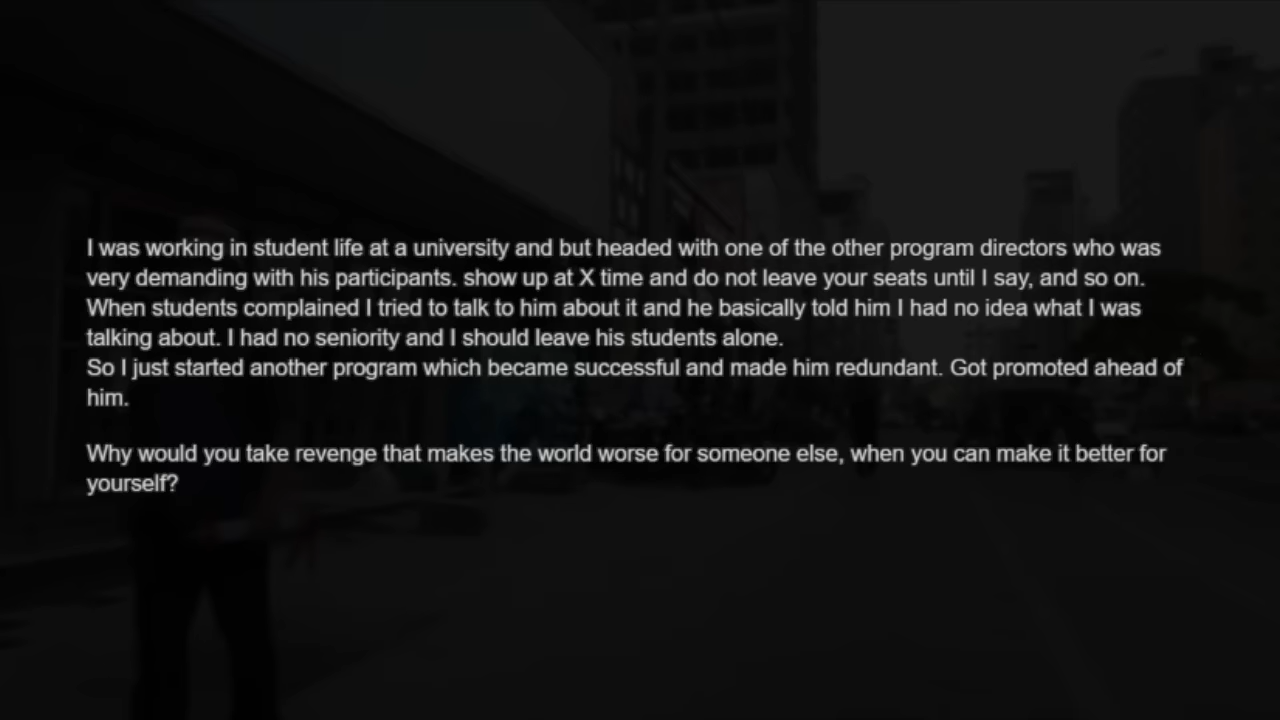 I was working in student life at a university and but headed with one of the other program directors who was
very demanding with his participants. show up at X time and do not leave your seats until I say, and so on.
When students complained I tried to talk to him about it and he basically told him I had no idea what I was
talking about. I had no seniority and I should leave his students alone.
So I just started another program which became successful and made him redundant. Got promoted ahead of
him.
Why would you take revenge that makes the world worse for someone else, when you can make it better for
yourself?